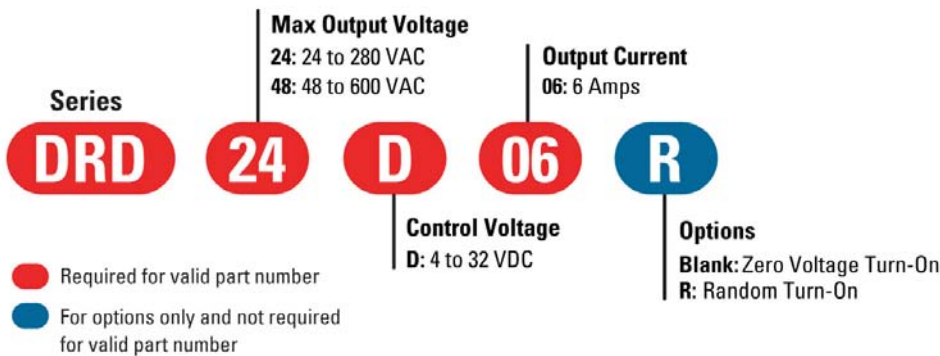 Max Output Voltage
24: 24 to 280 VAC
48: 48 to 600 VAC
Output Current
06: 6 Amps
Series
DRD 24 D 06 R
Control Voltage
D: 4 to 32 VDC
Options
Blank: Zero Voltage Turn-On
R: Random Turn-On
Required for valid part number
For options only and not required
for valid part number